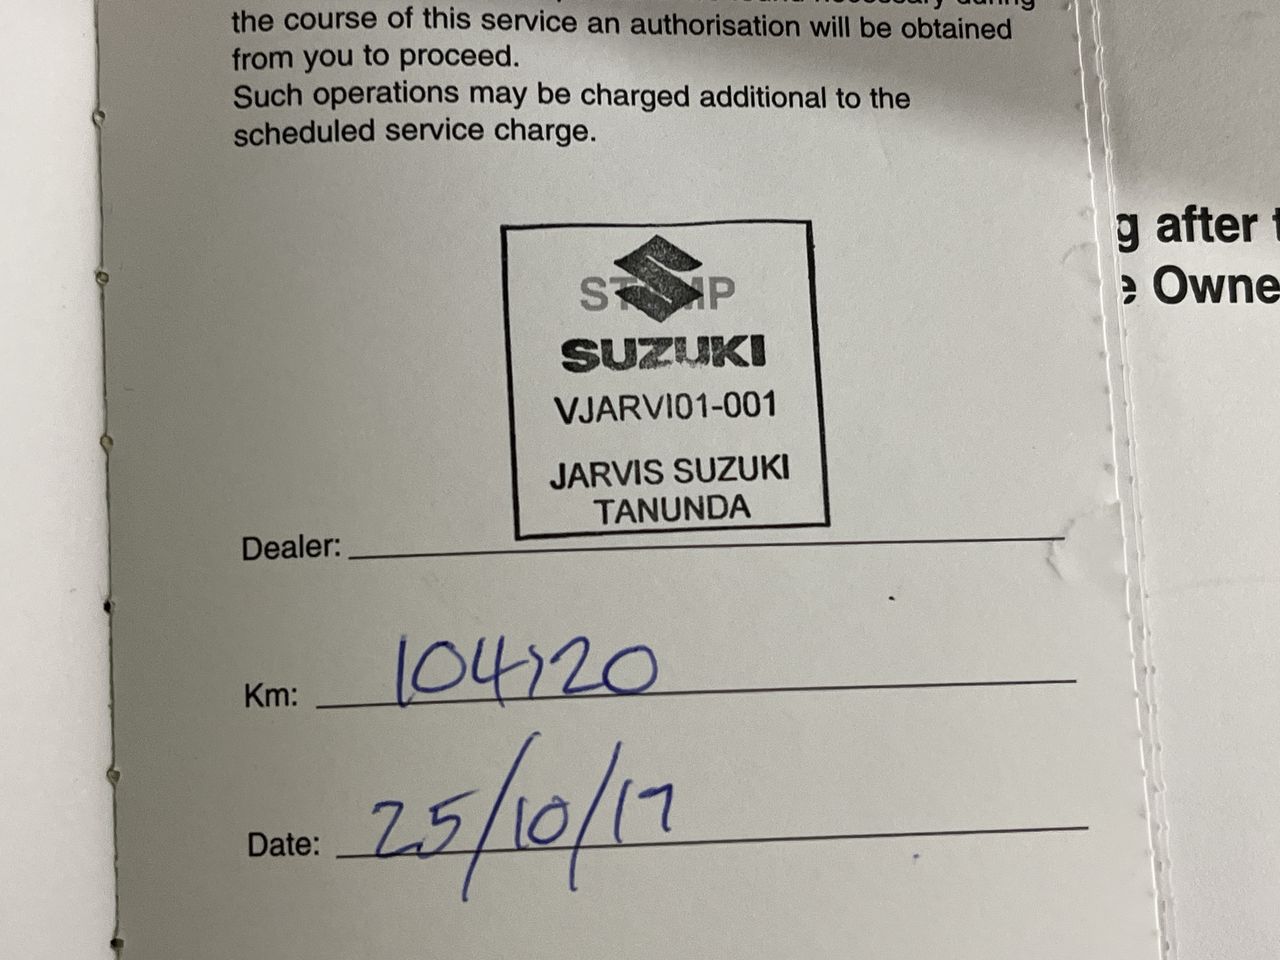 the course of this service an authorisation will be obtained
from you to proceed.
Such operations may be charged additional to the
scheduled service charge.
STAMP
SUZUKI
VJARVI01-001
JARVIS SUZUKI
TANUNDA
Dealer:
Km: 104720
Date: 25/10/17
g after
e Owne